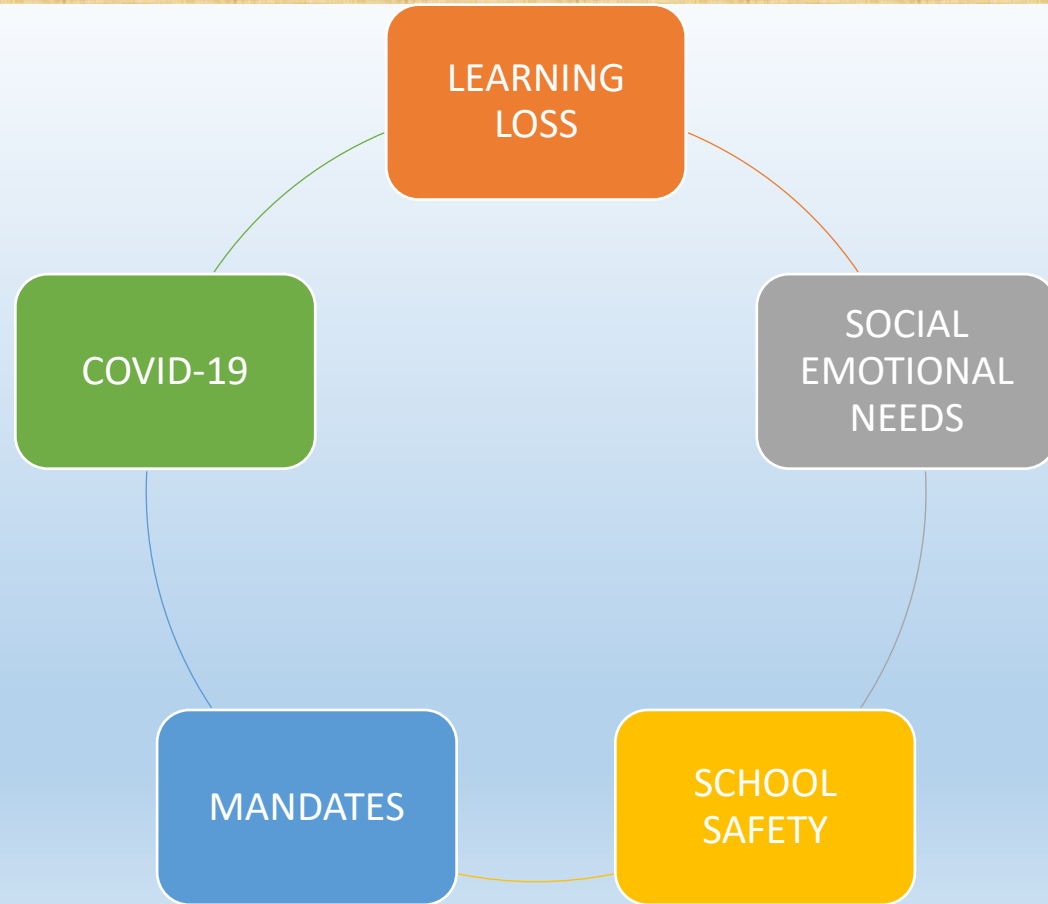 LEARNING
LOSS
SOCIAL
EMOTIONAL
NEEDS
SCHOOL
SAFETY
MANDATES
COVID-19